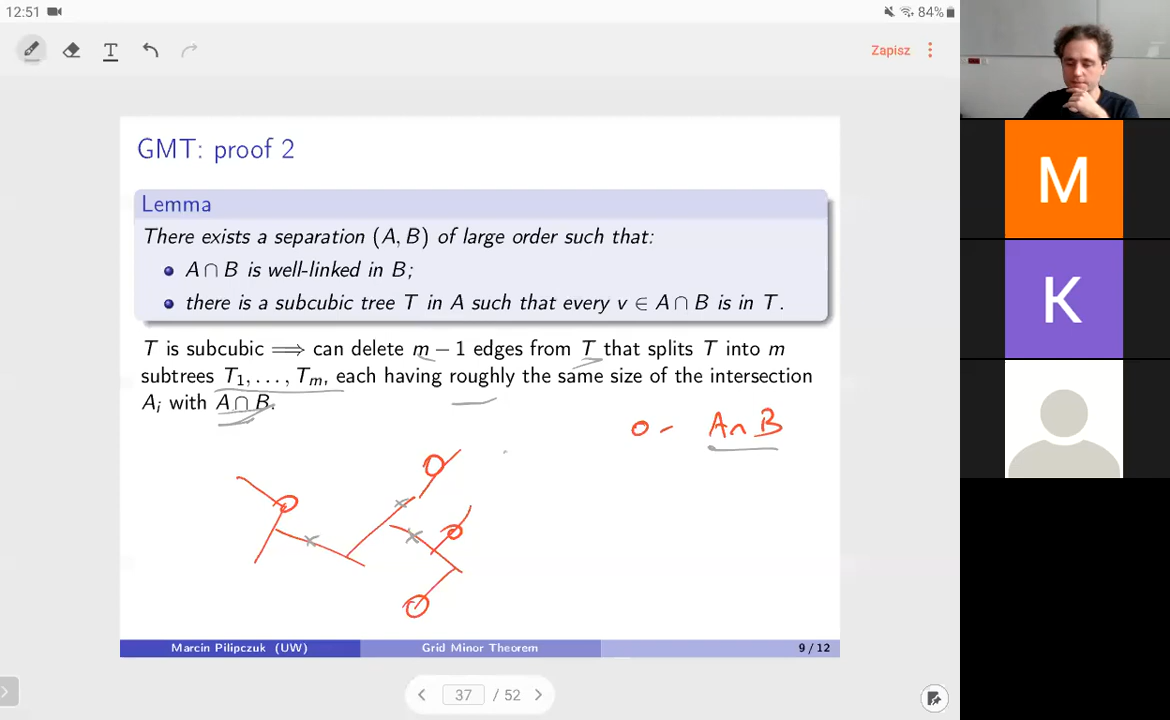 12:51
84%
T
Zapisz
GMT: proof 2
Lemma
There exists a separation (A, B) of large order such that:
A ∩ B is well-linked in B;
there is a subcubic tree T in A such that every v ∈ A ∩ B is in T.
T is subcubic ⟹ can delete m − 1 edges from T that splits T into m
subtrees T₁, . . . , Tₘ, each having roughly the same size of the intersection
Aᵢ with A ∩ B.
o - A∩B
Marcin Pilipczuk (UW)
Grid Minor Theorem
9 / 12
37 / 52
M
K